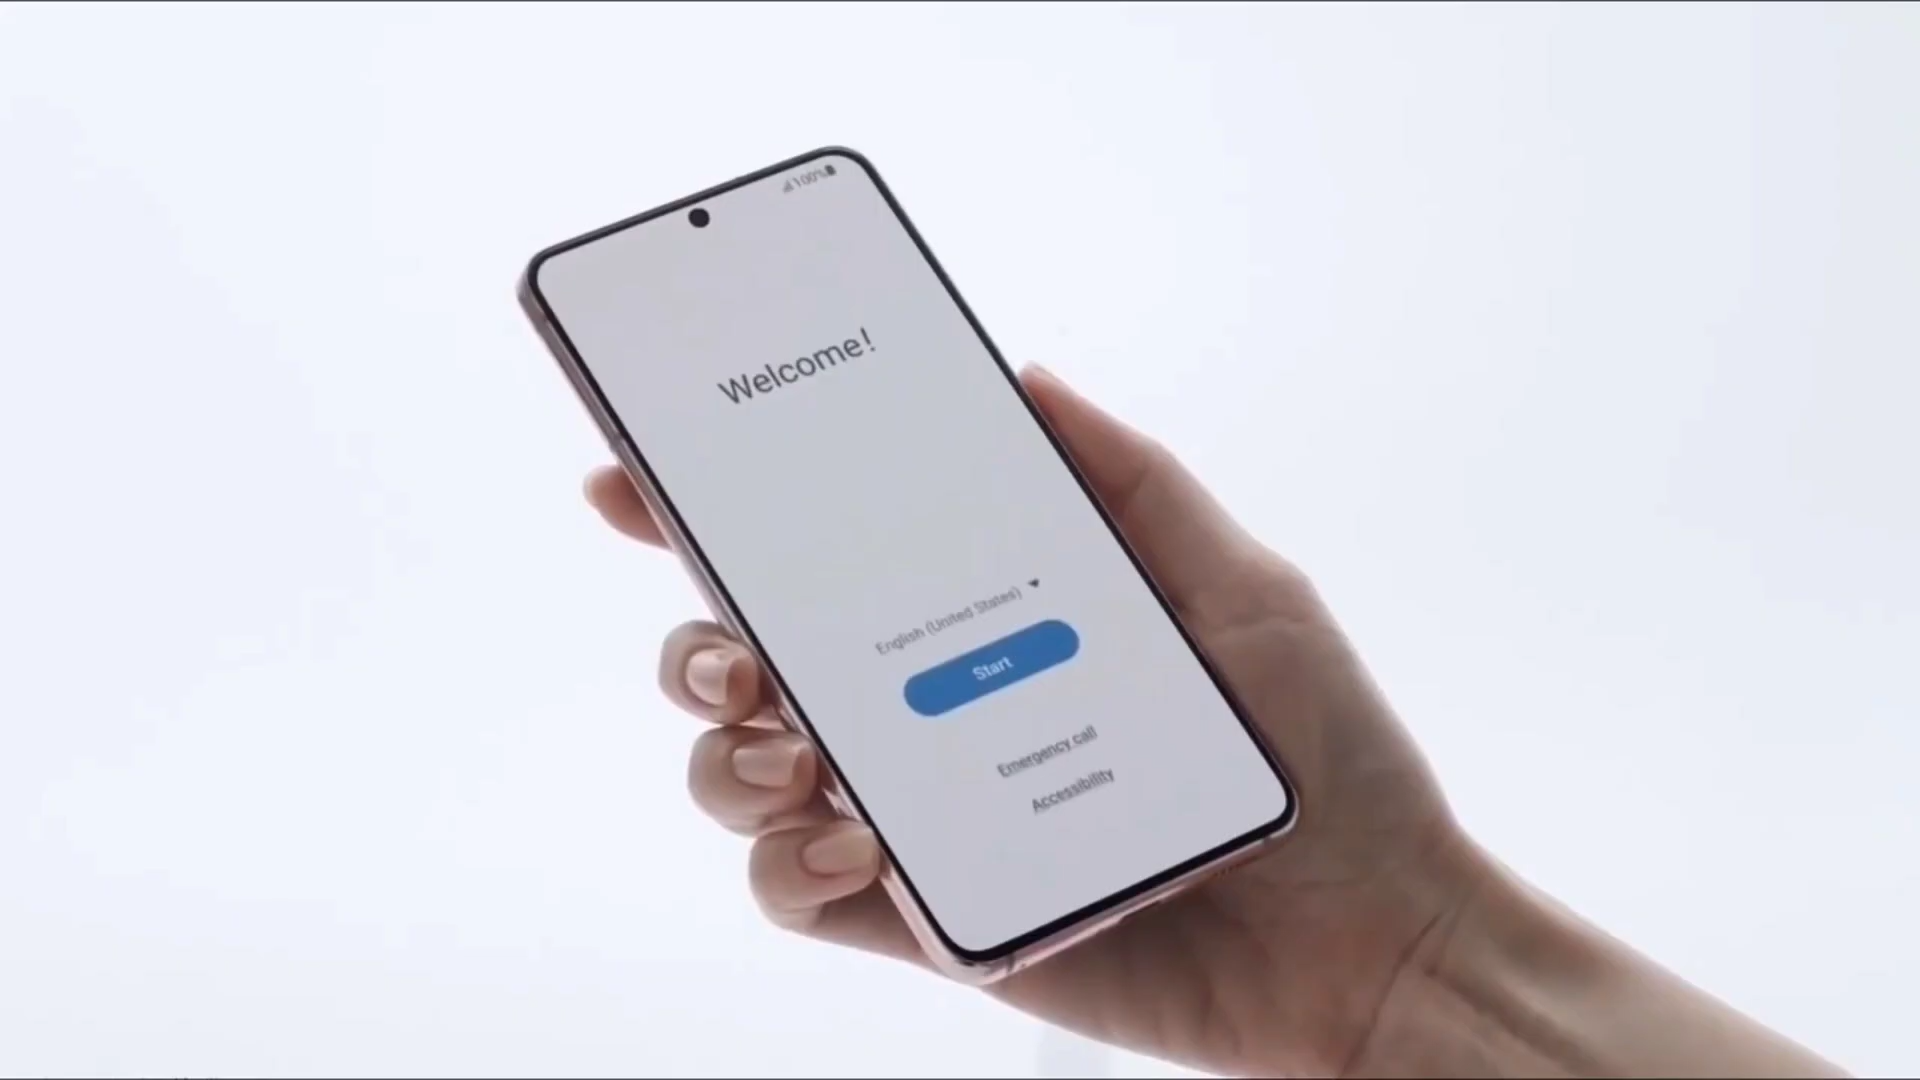 100%
Welcome!
English (United States)
Start
Emergency call
Accessibility